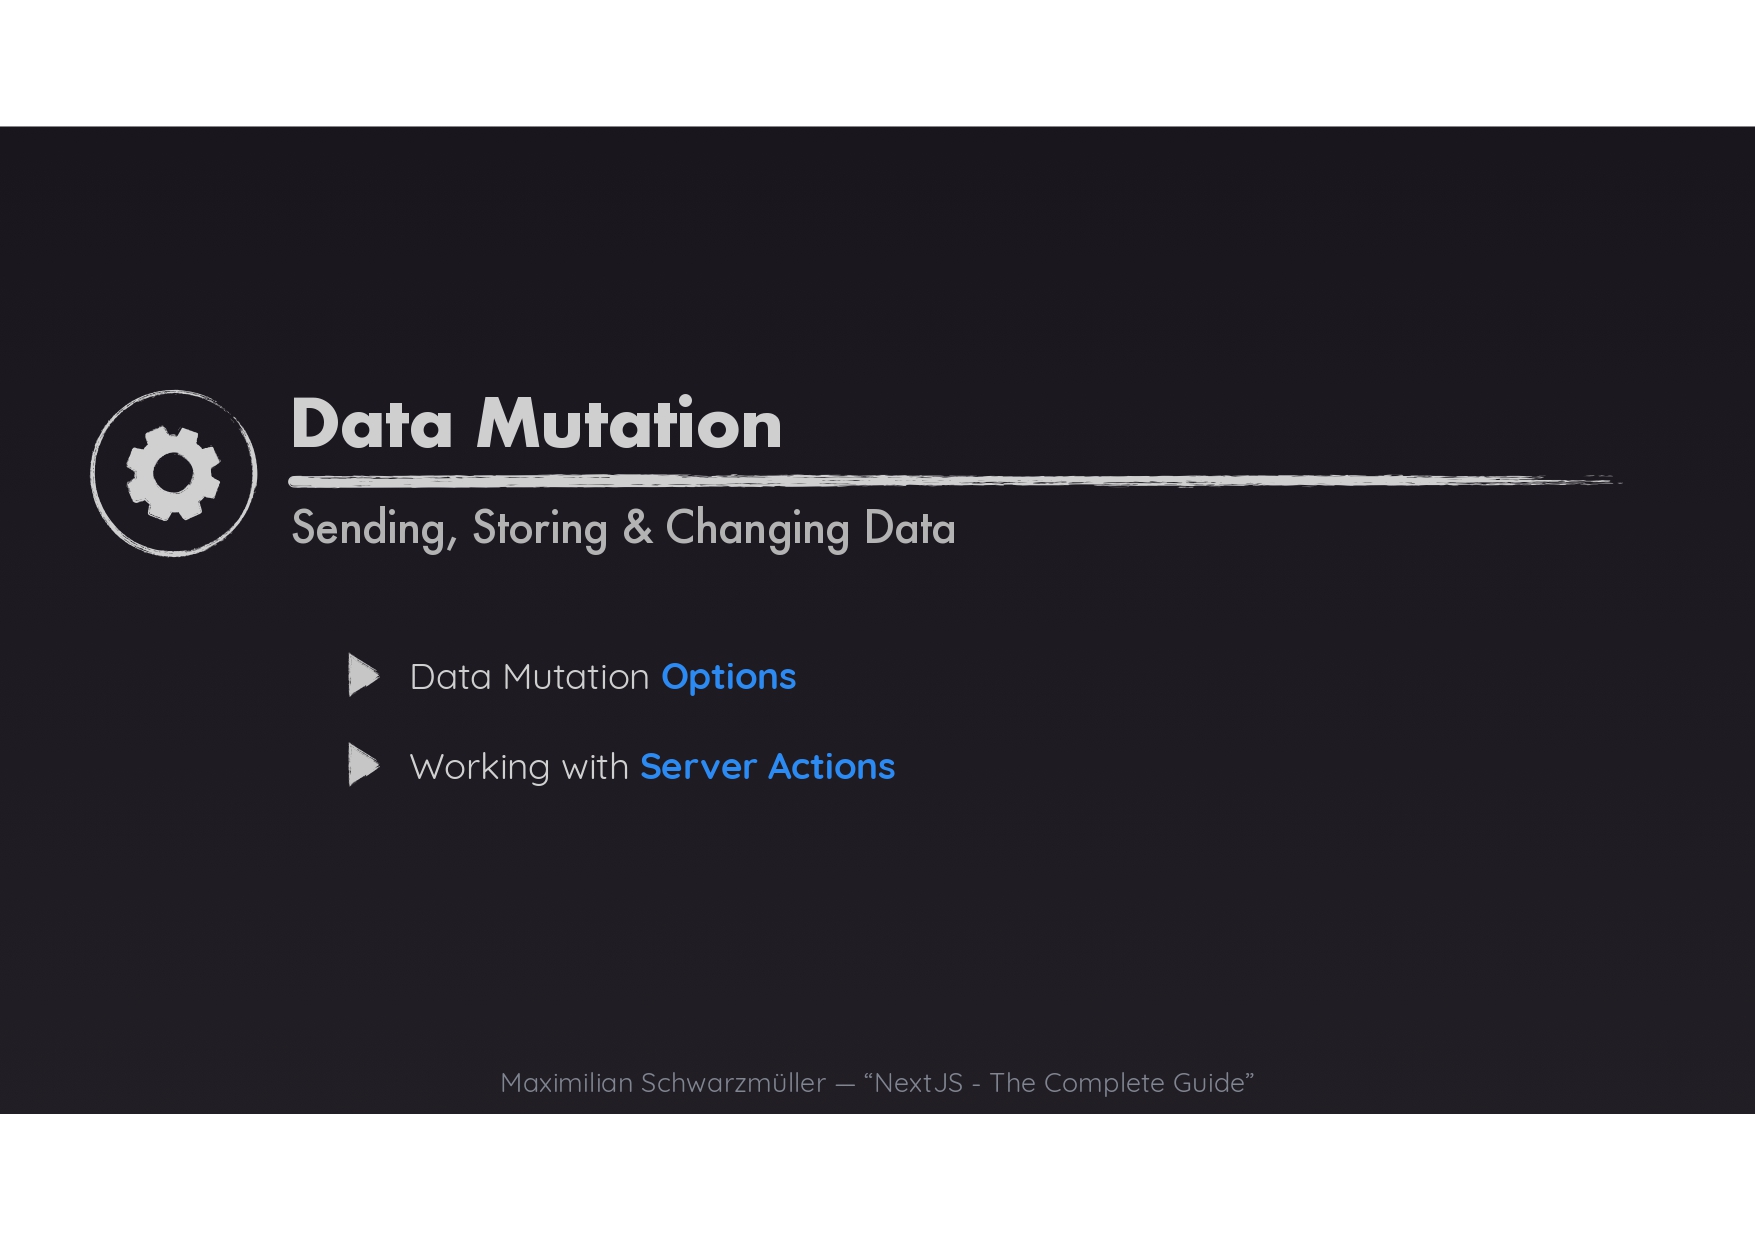 Data Mutation
Sending, Storing & Changing Data
Data Mutation Options
Working with Server Actions
Maximilian Schwarzmüller — “NextJS - The Complete Guide”